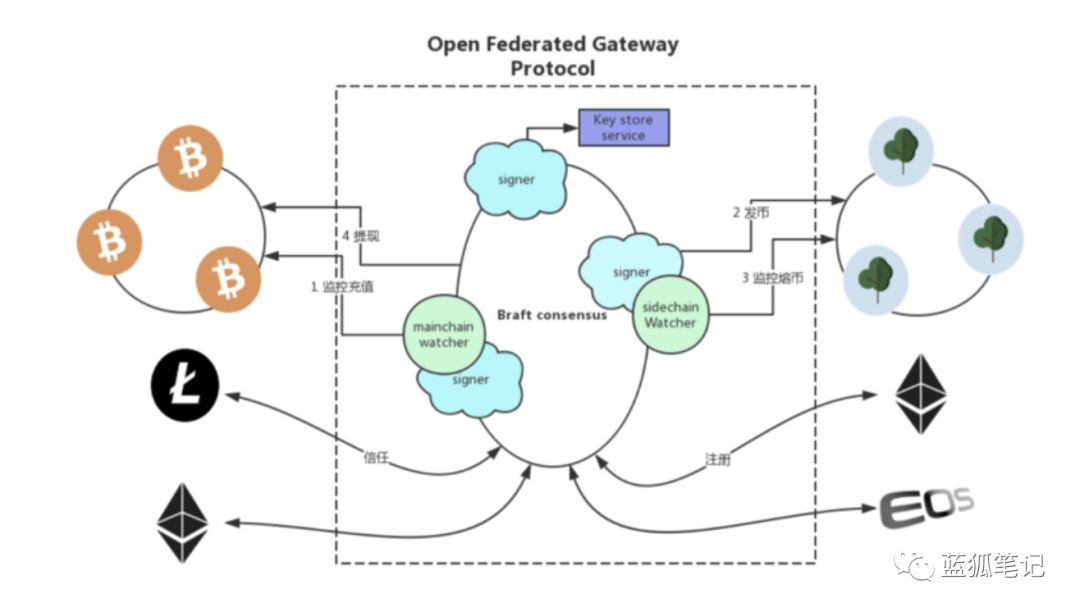 Open Federated Gateway
Protocol
Key store
service
signer
2 发币
4 提现
signer
3 监控熔币
1 监控充值
sidechain
Watcher
Braft consensus
mainchain
watcher
signer
信任
注册
EOS
蓝狐笔记